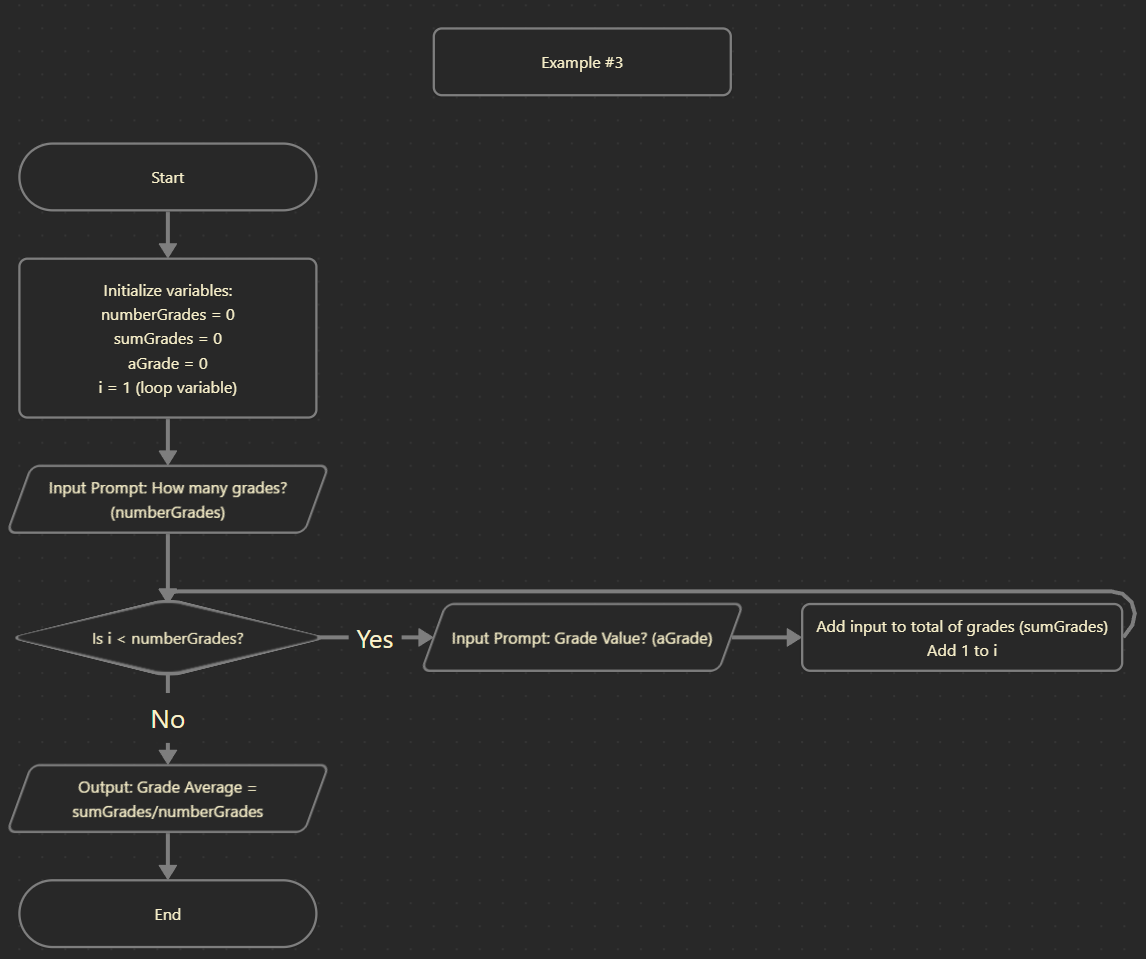 Example #3
Start
Initialize variables:
numberGrades = 0
sumGrades = 0
aGrade = 0
i = 1 (loop variable)
Input Prompt: How many grades?
(numberGrades)
Is i < numberGrades?
Yes
Input Prompt: Grade Value? (aGrade)
Add input to total of grades (sumGrades)
Add 1 to i
No
Output: Grade Average =
sumGrades/numberGrades
End